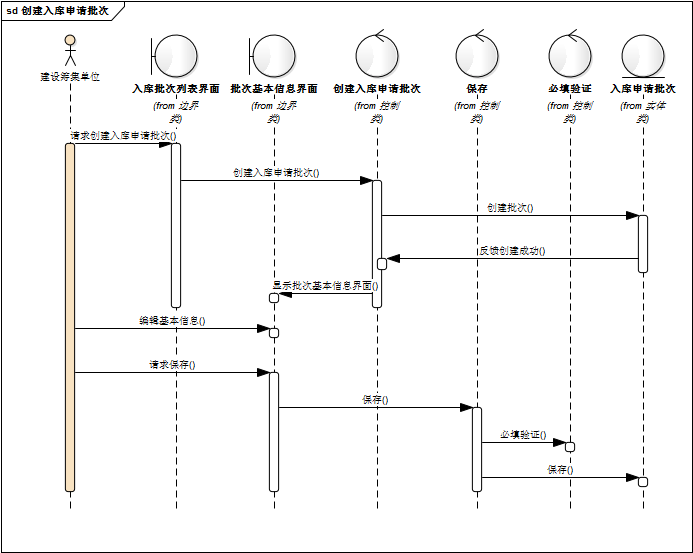 sd 创建入库申请批次
建设筹集单位
入库批次列表界面
(from 边界
类)
批次基本信息界面
(from 边界
类)
创建入库申请批次
(from 控制
类)
保存
(from 控制
类)
必填验证
(from 控制
类)
入库申请批次
(from 实体
类)
请求创建入库申请批次()
创建入库申请批次()
创建批次()
反馈创建成功()
显示批次基本信息界面()
编辑基本信息()
请求保存()
保存()
必填验证()
保存()